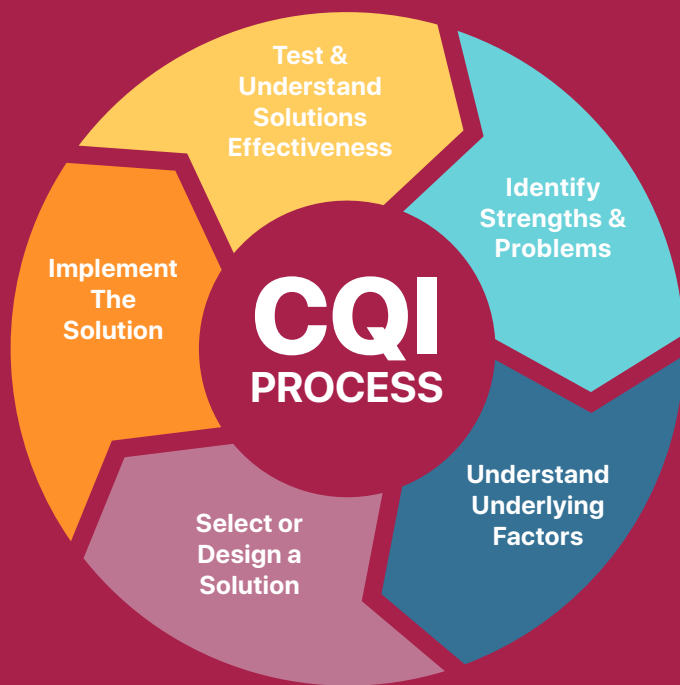 Test &
Understand
Solutions
Effectiveness
Identify
Strengths &
Problems
Implement
The
Solution
CQI
PROCESS
Understand
Underlying
Factors
Select or
Design a
Solution